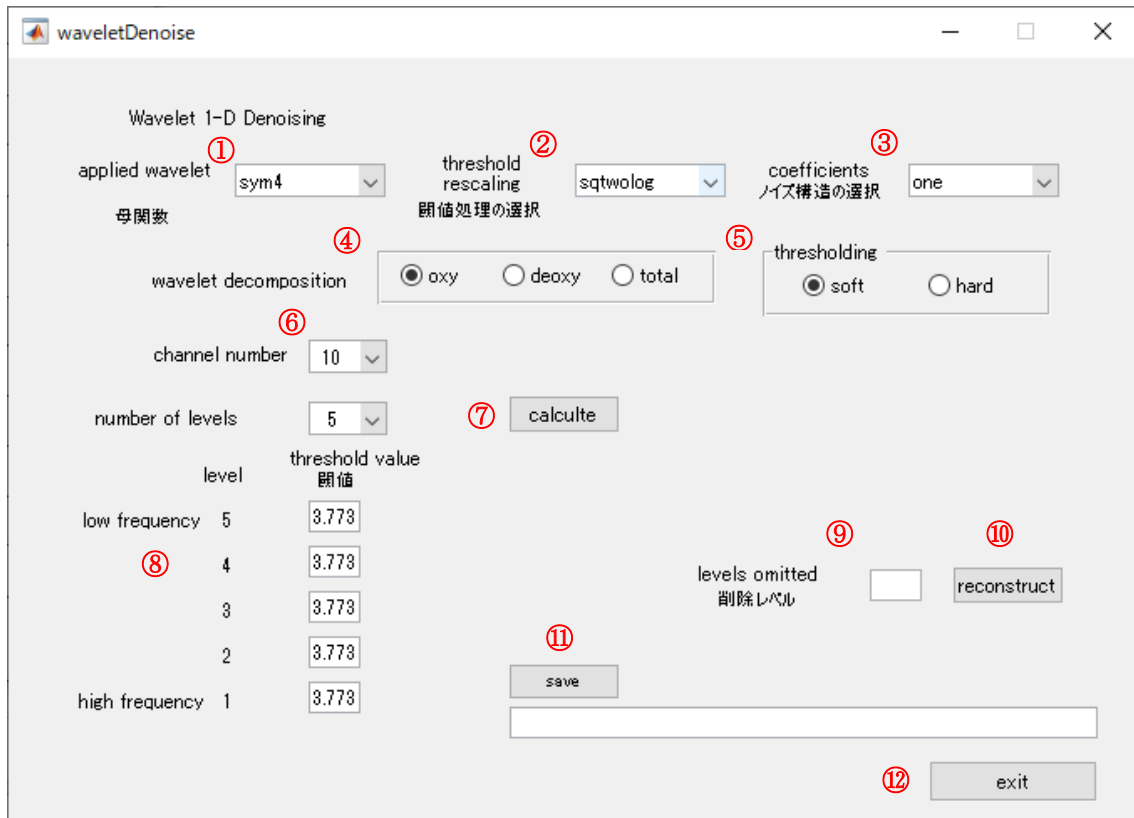 waveletDenoise
Wavelet 1-D Denoising
① ② ③
applied wavelet sym4
母関数
threshold
rescaling sqtwolog
閾値処理の選択
coefficients one
ノイズ構造の選択
④ ⑤
wavelet decomposition oxy deoxy total
thresholding
soft hard
⑥
channel number 10
number of levels 5 ⑦ calculte
level threshold value
閾値
low frequency 5 3.773
⑧ 4 3.773
3 3.773
2 3.773
high frequency 1 3.773
⑨ ⑩
levels omitted reconstruct
削除レベル
⑪
save
⑫ exit